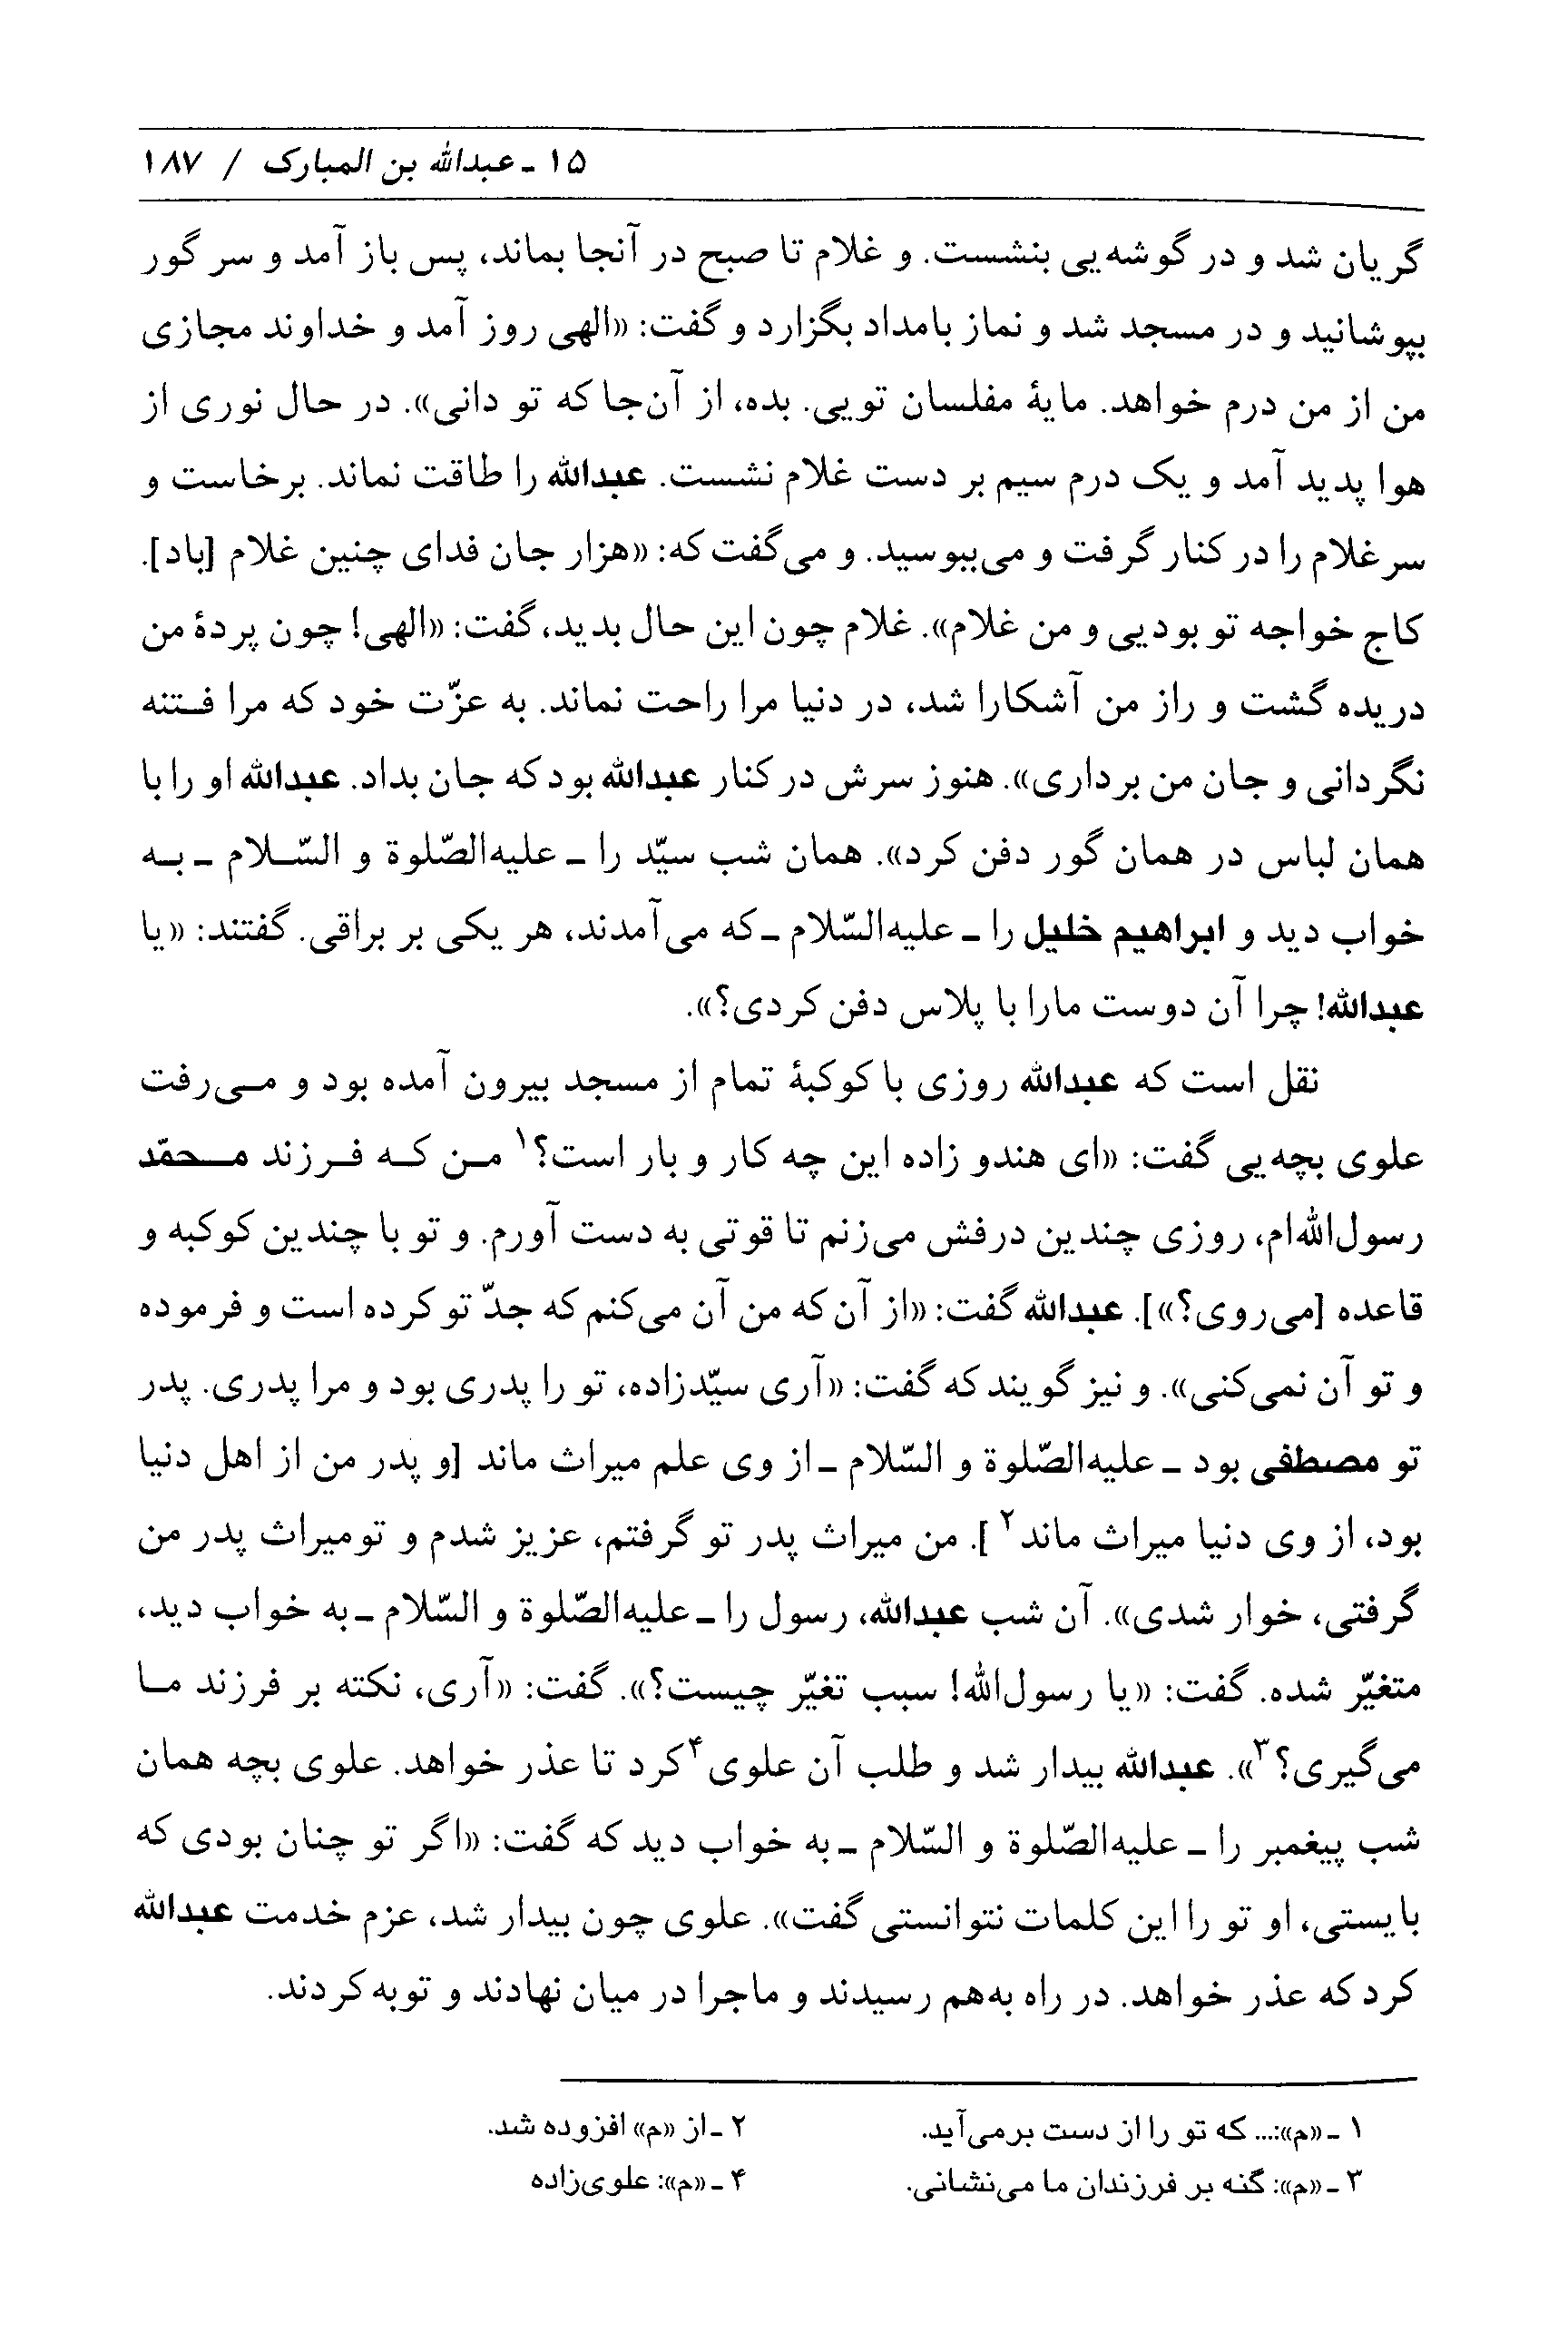 ۱۵ ـ عبدالله بن المبارک / ۱۸۷
گریان شد و در گوشه‌یی بنشست. و غلام تا صبح در آنجا بماند، پس باز آمد و سر گور
بپوشانید و در مسجد شد و نماز بامداد بگزارد و گفت: «الهی روز آمد و خداوند مجازی
من از من درم خواهد. مایهٔ مفلسان تویی. بده، از آن‌جا که تو دانی». در حال نوری از
هوا پدید آمد و یک درم سیم بر دست غلام نشست. عبدالله را طاقت نماند. برخاست و
سر غلام را در کنار گرفت و می‌ببوسید. و می‌گفت که: «هزار جان فدای چنین غلام [باد].
کاج خواجه تو بودیی و من غلام». غلام چون این حال بدید، گفت: «الهی! چون پردهٔ من
دریده گشت و راز من آشکارا شد، در دنیا مرا راحت نماند. به عزّت خود که مرا فـتنه
نگردانی و جان من برداری». هنوز سرش در کنار عبدالله بود که جان بداد. عبدالله او را با
همان لباس در همان گور دفن کرد». همان شب سیّد را ـ علیه‌الصّلوة و السّـلام ـ بـه
خواب دید و ابراهیم خلیل را ـ علیه‌السّلام ـ که می‌آمدند، هر یکی بر براقی. گفتند: «یا
عبدالله! چرا آن دوست مارا با پلاس دفن کردی؟».
نقل است که عبدالله روزی با کوکبهٔ تمام از مسجد بیرون آمده بود و مـی‌رفت
علوی بچه‌یی گفت: «ای هندو زاده این چه کار و بار است؟۱ مـن کـه فـرزند مـحمّد
رسول‌الله‌ام، روزی چندین درفش می‌زنم تا قوتی به دست آورم. و تو با چندین کوکبه و
قاعده [می‌روی؟»]. عبدالله گفت: «از آن که من آن می‌کنم که جدّ تو کرده است و فرموده
و تو آن نمی‌کنی». و نیز گویند که گفت: «آری سیّدزاده، تو را پدری بود و مرا پدری. پدر
تو مصطفی بود ـ علیه‌الصّلوة و السّلام ـ از وی علم میراث ماند [و پدر من از اهل دنیا
بود، از وی دنیا میراث ماند۲ ]. من میراث پدر تو گرفتم، عزیز شدم و تومیراث پدر من
گرفتی، خوار شدی». آن شب عبدالله، رسول را ـ علیه‌الصّلوة و السّلام ـ به خواب دید،
متغیّر شده. گفت: «یا رسول‌الله! سبب تغیّر چیست؟». گفت: «آری، نکته بر فرزند مـا
می‌گیری؟۳». عبدالله بیدار شد و طلب آن علوی۴ کرد تا عذر خواهد. علوی بچه همان
شب پیغمبر را ـ علیه‌الصّلوة و السّلام ـ به خواب دید که گفت: «اگر تو چنان بودی که
بایستی، او تو را این کلمات نتوانستی گفت». علوی چون بیدار شد، عزم خدمت عبدالله
کرد که عذر خواهد. در راه به‌هم رسیدند و ماجرا در میان نهادند و توبه کردند.
۱ ـ «م»:... که تو را از دست برمی‌آید.
۲ ـ از «م» افزوده شد.
۳ ـ «م»: گنه بر فرزندان ما می‌نشانی.
۴ ـ «م»: علوی‌زاده